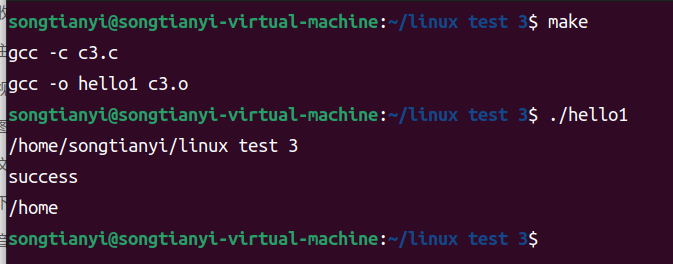 songtianyi@songtianyi-virtual-machine:~/linux test 3$ make
gcc -c c3.c
gcc -o hello1 c3.o
songtianyi@songtianyi-virtual-machine:~/linux test 3$ ./hello1
/home/songtianyi/linux test 3
success
/home
songtianyi@songtianyi-virtual-machine:~/linux test 3$